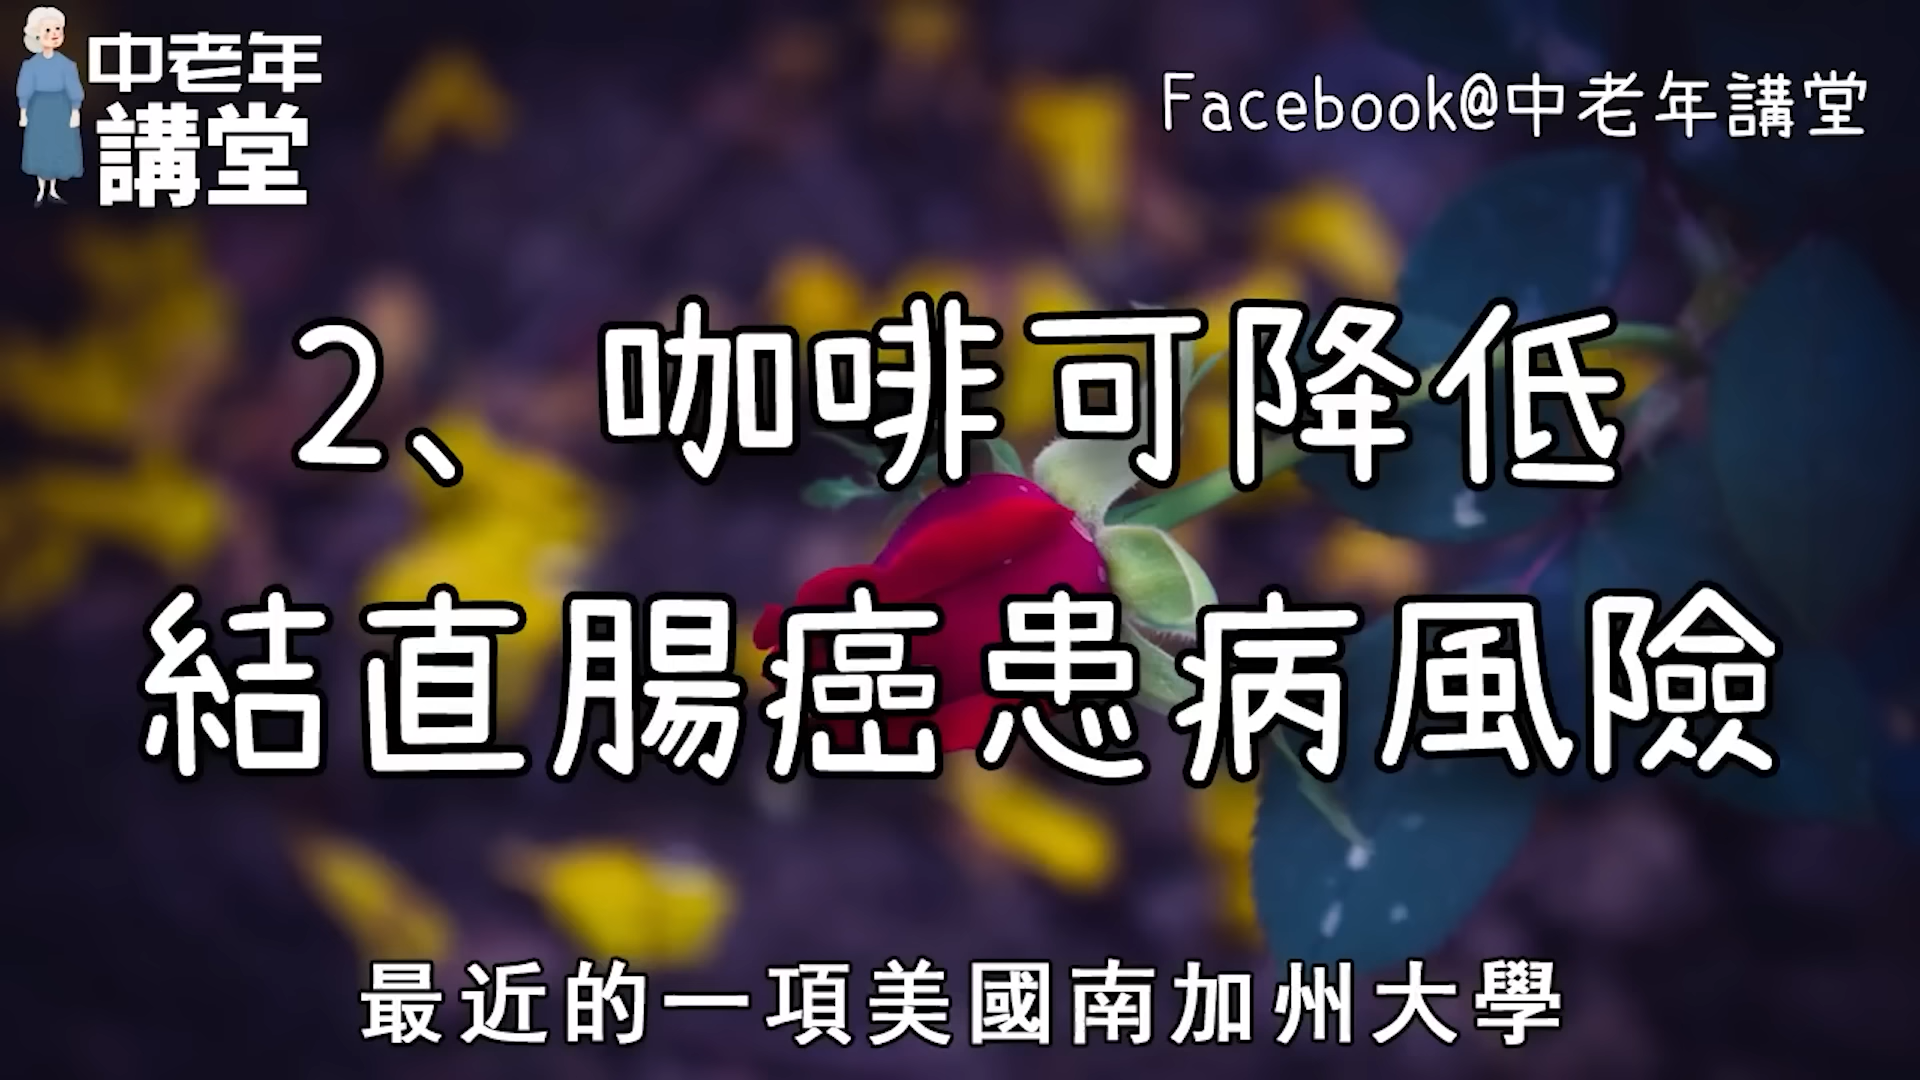 中老年
講堂
Facebook@中老年講堂
2、咖啡可降低
結直腸癌患病風險
最近的一項美國南加州大學